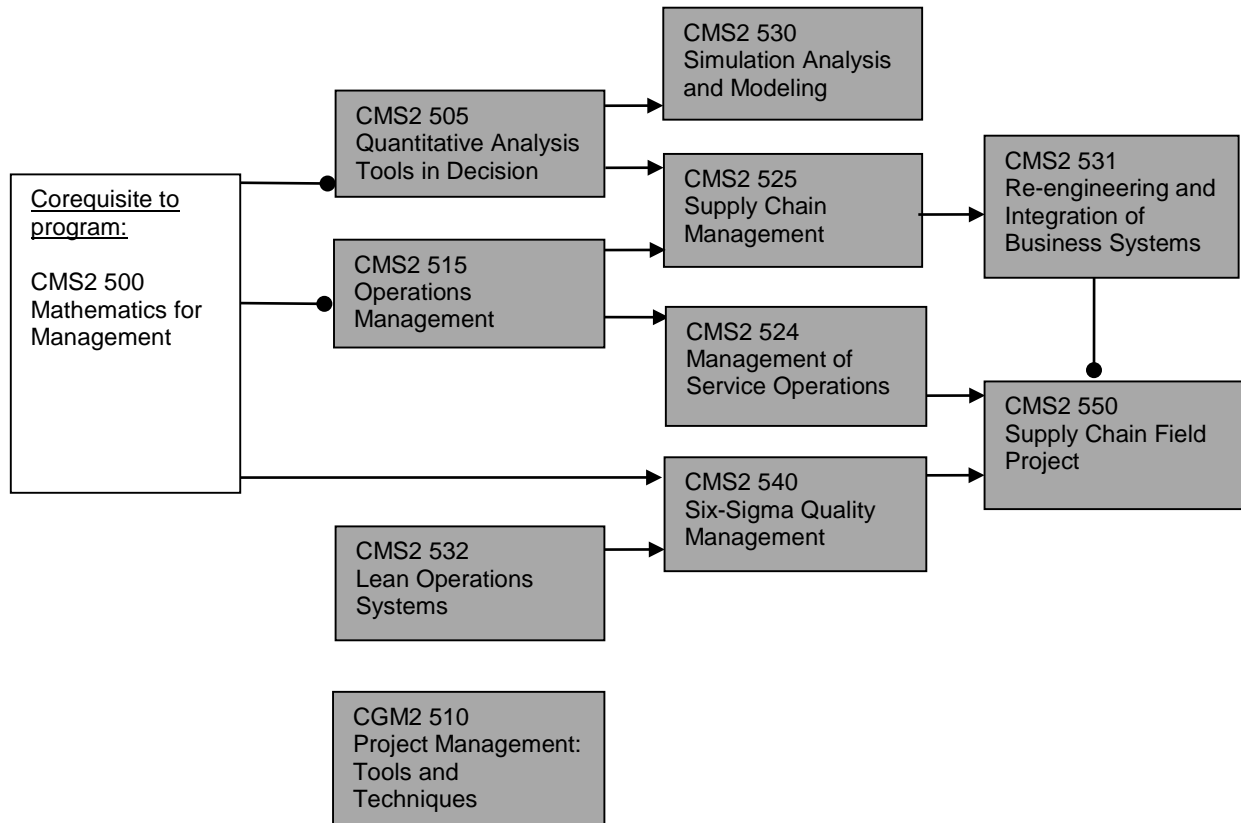 Corequisite to
program:
CMS2 500
Mathematics for
Management
CMS2 505
Quantitative Analysis
Tools in Decision
CMS2 515
Operations
Management
CMS2 532
Lean Operations
Systems
CGM2 510
Project Management:
Tools and
Techniques
CMS2 530
Simulation Analysis
and Modeling
CMS2 525
Supply Chain
Management
CMS2 524
Management of
Service Operations
CMS2 540
Six-Sigma Quality
Management
CMS2 531
Re-engineering and
Integration of
Business Systems
CMS2 550
Supply Chain Field
Project